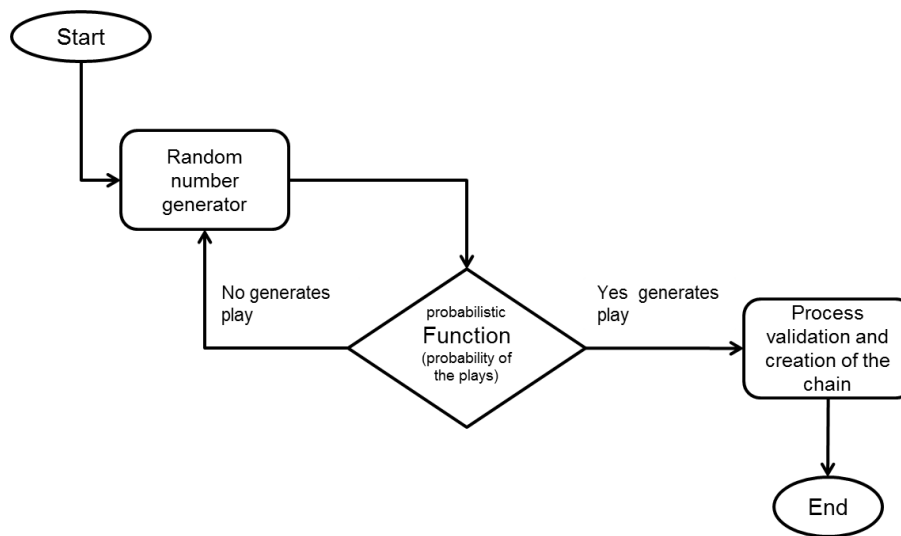 Start
Random
number
generator
No generates
play
probabilistic
Function
(probability of
the plays)
Yes  generates
play
Process
validation and
creation of the
chain
End